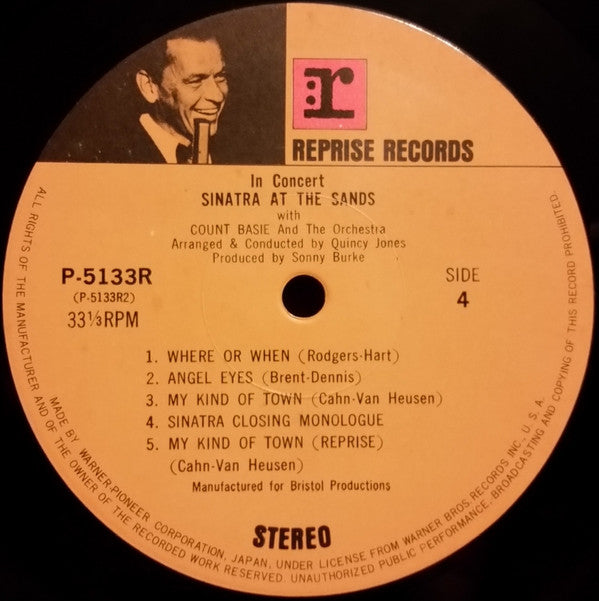 r
REPRISE RECORDS
In Concert
SINATRA AT THE SANDS
with
COUNT BASIE And The Orchestra
Arranged & Conducted by Quincy Jones
Produced by Sonny Burke
P-5133R
(P-5133R2)
33⅓RPM
SIDE
4
1. WHERE OR WHEN (Rodgers-Hart)
2. ANGEL EYES (Brent-Dennis)
3. MY KIND OF TOWN (Cahn-Van Heusen)
4. SINATRA CLOSING MONOLOGUE
5. MY KIND OF TOWN (REPRISE)
(Cahn-Van Heusen)
Manufactured for Bristol Productions
STEREO
MADE BY WARNER-PIONEER CORPORATION, JAPAN, UNDER LICENSE FROM WARNER BROS. RECORDS INC., U. S. A.
ALL RIGHTS OF THE MANUFACTURER AND OF THE OWNER OF THE RECORDED WORK RESERVED. UNAUTHORIZED PUBLIC PERFORMANCE, BROADCASTING AND COPYING OF THIS RECORD PROHIBITED.